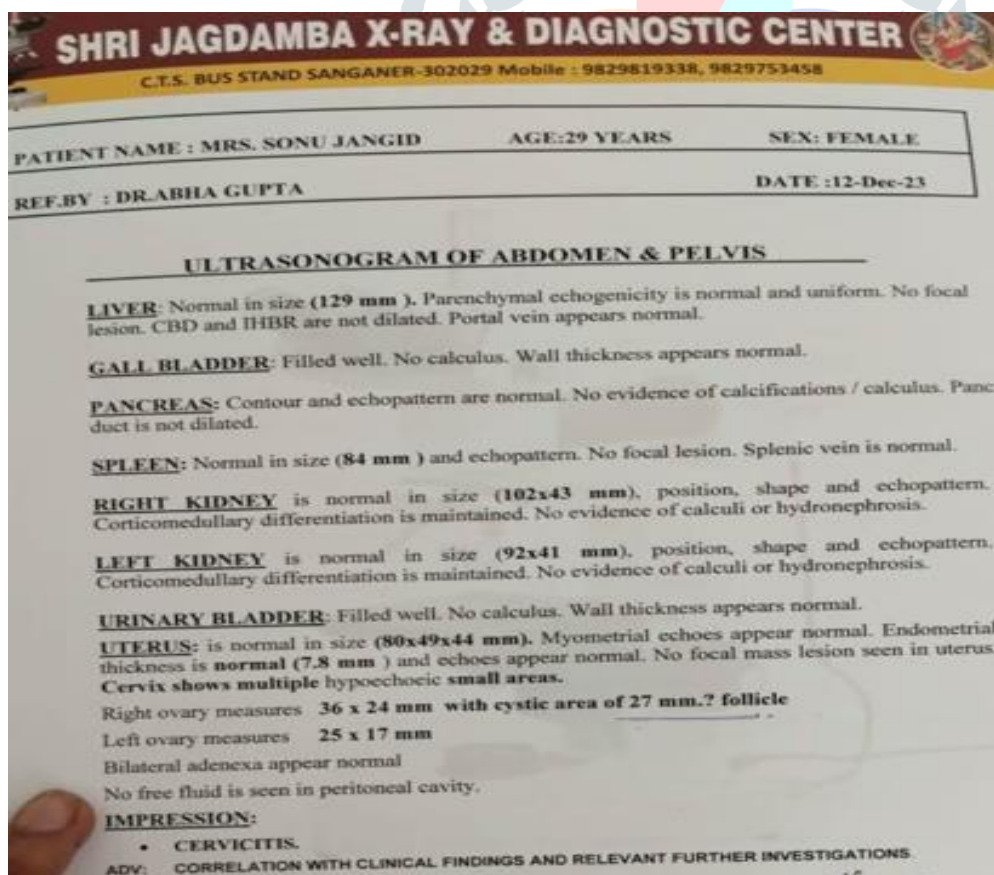 SHRI JAGDAMBA X-RAY & DIAGNOSTIC CENTER
C.T.S. BUS STAND SANGANER-302029 Mobile : 9829819338, 9829753458
PATIENT NAME : MRS. SONU JANGID AGE:29 YEARS SEX: FEMALE
REF.BY : DR.ABHA GUPTA DATE :12-Dec-23
ULTRASONOGRAM OF ABDOMEN & PELVIS
LIVER: Normal in size (129 mm ). Parenchymal echogenicity is normal and uniform. No focal
lesion. CBD and IHBR are not dilated. Portal vein appears normal.
GALL BLADDER: Filled well. No calculus. Wall thickness appears normal.
PANCREAS: Contour and echopattern are normal. No evidence of calcifications / calculus. Panc
duct is not dilated.
SPLEEN: Normal in size (84 mm ) and echopattern. No focal lesion. Splenic vein is normal.
RIGHT KIDNEY is normal in size (102x43 mm), position, shape and echopattern.
Corticomedullary differentiation is maintained. No evidence of calculi or hydronephrosis.
LEFT KIDNEY is normal in size (92x41 mm), position, shape and echopattern.
Corticomedullary differentiation is maintained. No evidence of calculi or hydronephrosis.
URINARY BLADDER: Filled well. No calculus. Wall thickness appears normal.
UTERUS: is normal in size (80x49x44 mm). Myometrial echoes appear normal. Endometrial
thickness is normal (7.8 mm ) and echoes appear normal. No focal mass lesion seen in uterus.
Cervix shows multiple hypoechoeic small areas.
Right ovary measures 36 x 24 mm with cystic area of 27 mm.? follicle
Left ovary measures 25 x 17 mm
Bilateral adenexa appear normal
No free fluid is seen in peritoneal cavity.
IMPRESSION:
• CERVICITIS.
ADV: CORRELATION WITH CLINICAL FINDINGS AND RELEVANT FURTHER INVESTIGATIONS